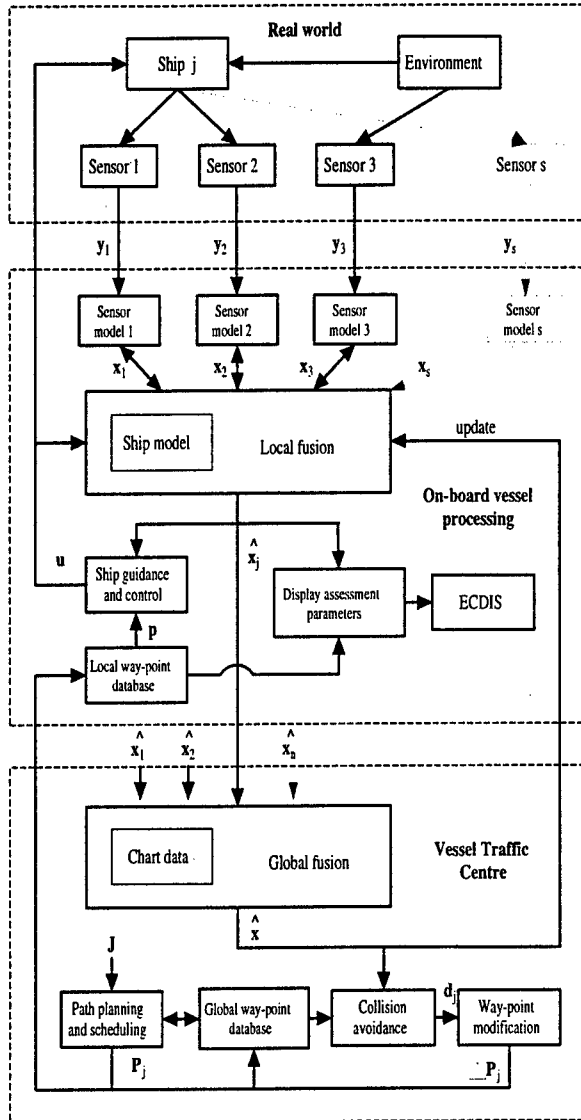 Real world
Ship j
Environment
Sensor 1
Sensor 2
Sensor 3
Sensor s
y1
y2
y3
ys
Sensor
model 1
Sensor
model 2
Sensor
model 3
Sensor
model s
x1
x2
x3
xs
Ship model
Local fusion
update
On-board vessel
processing
u
x̂j
Ship guidance
and control
Display assessment
parameters
ECDIS
p
Local way-point
database
x̂1
x̂2
x̂n
Chart data
Global fusion
Vessel Traffic
Centre
x̂
J
dj
Path planning
and scheduling
Global way-point
database
Collision
avoidance
Way-point
modification
Pj
Pj